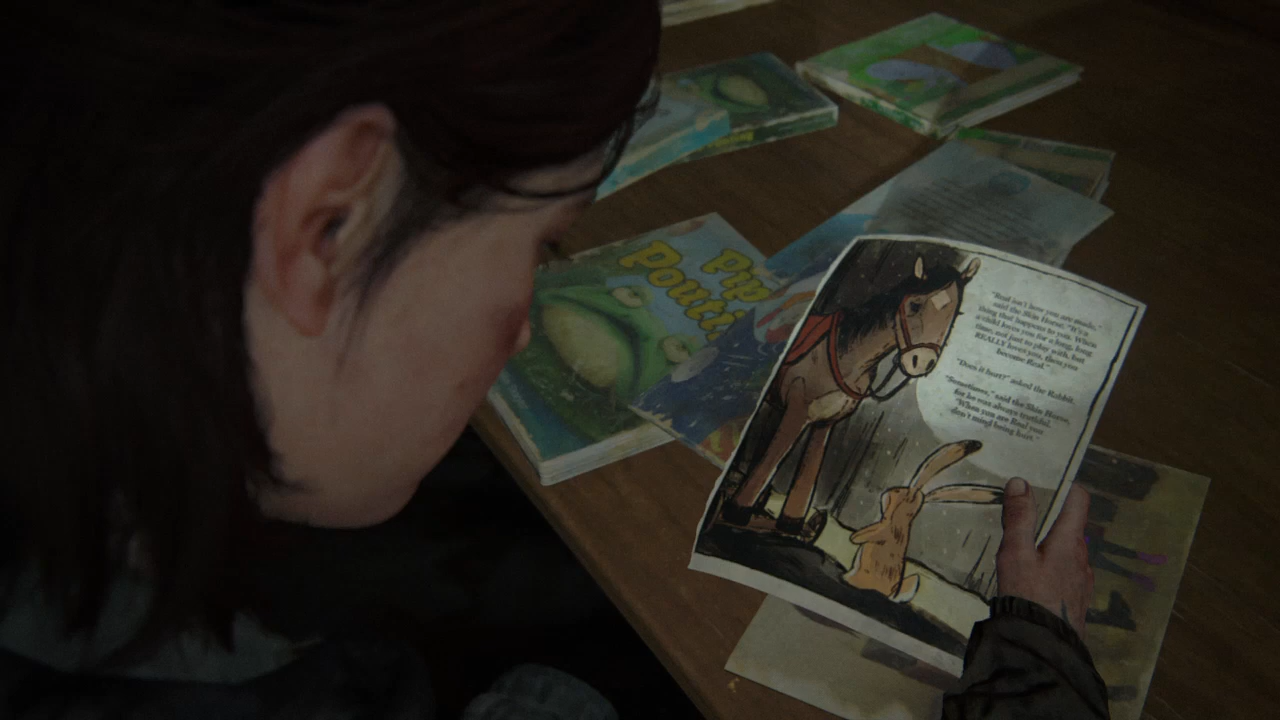 Pip
Pouti
"Real isn't how you are made,"
said the Skin Horse. "It's a
thing that happens to you. When
a child loves you for a long, long
time, not just to play with, but
REALLY loves you, then you
become Real."
"Does it hurt?" asked the Rabbit.
"Sometimes," said the Skin Horse,
for he was always truthful.
"When you are Real you
don't mind being hurt."